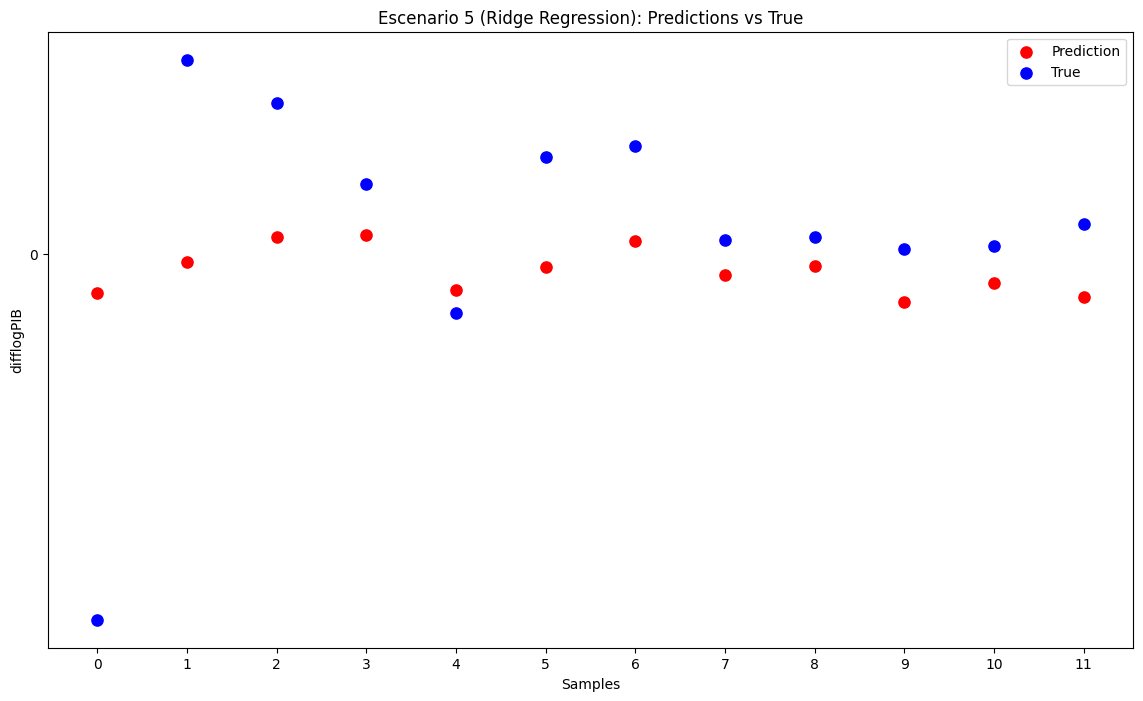 Escenario 5 (Ridge Regression): Predictions vs True
Prediction
True
0
difflogPIB
0 1 2 3 4 5 6 7 8 9 10 11
Samples